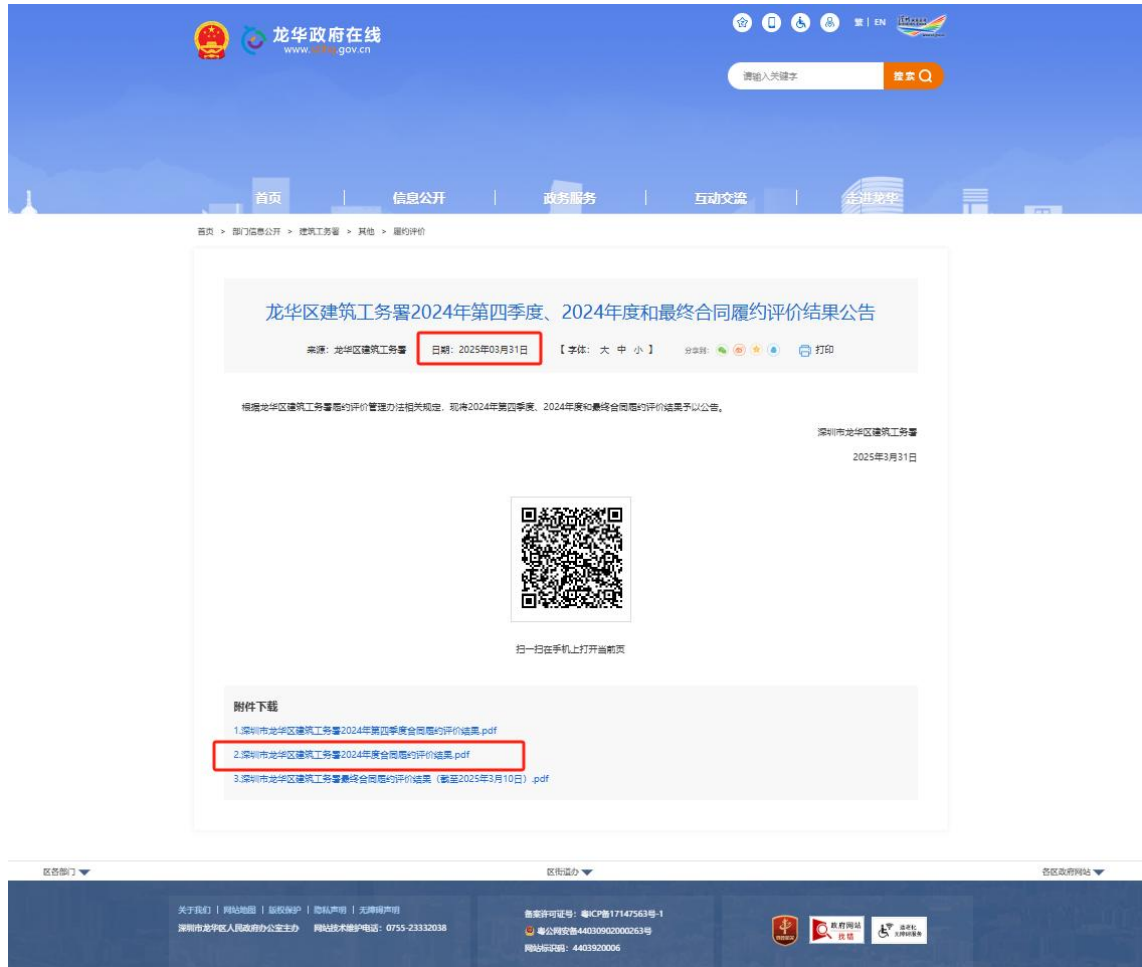 龙华政府在线
繁 | EN
请输入关键字
搜索
首页
信息公开
政务服务
互动交流
走进龙华
首页 > 部门信息公开 > 建筑工务署 > 其他 > 履约评价
龙华区建筑工务署2024年第四季度、2024年度和最终合同履约评价结果公告
来源：龙华区建筑工务署 日期：2025年03月31日 【字体：大 中 小】 分享到： 打印
根据龙华区建筑工务署履约评价管理办法相关规定，现将2024年第四季度、2024年度和最终合同履约评价结果予以公告。
深圳市龙华区建筑工务署
2025年3月31日
扫一扫在手机上打开当前页
附件下载
1.深圳市龙华区建筑工务署2024年第四季度合同履约评价结果.pdf
2.深圳市龙华区建筑工务署2024年度合同履约评价结果.pdf
3.深圳市龙华区建筑工务署最终合同履约评价结果（截至2025年3月10日）.pdf
区各部门
区街道办
各区政府网站
关于我们 | 网站地图 | 版权保护 | 隐私声明 | 无障碍声明
深圳市龙华区人民政府办公室主办 网站技术维护电话：0755-23332038
备案许可证号：粤ICP备17147563号-1
粤公网安备44030902000263号
网站标识码：4403920006
政府网站
找错
适老化
无障碍服务